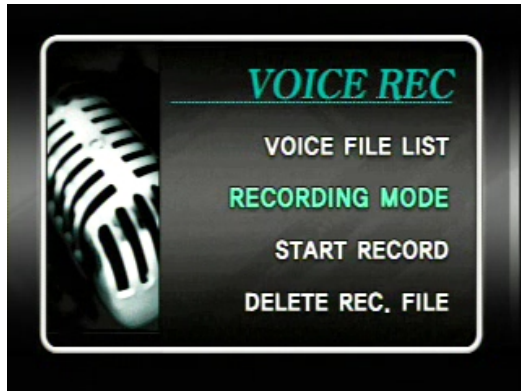 VOICE REC
VOICE FILE LIST
RECORDING MODE
START RECORD
DELETE REC. FILE